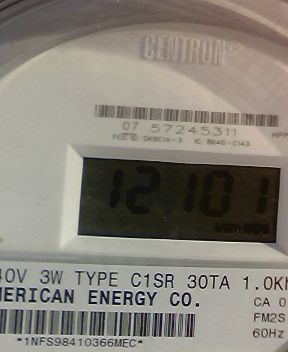 CENTRON®
07 57245311
12101
40V 3W TYPE C1SR 30TA 1.0K
MERICAN ENERGY CO.
CA 0
FM2S
60Hz
*1NFS98410366MEC*